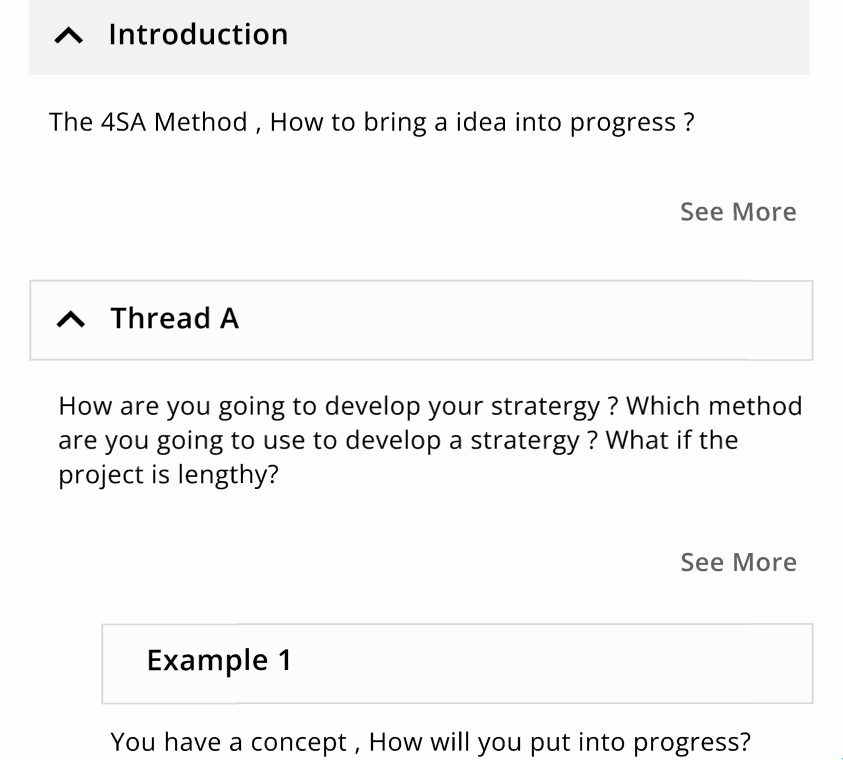 Introduction
The 4SA Method , How to bring a idea into progress ?
See More
Thread A
How are you going to develop your stratergy ? Which method
are you going to use to develop a stratergy ? What if the
project is lengthy?
See More
Example 1
You have a concept , How will you put into progress?